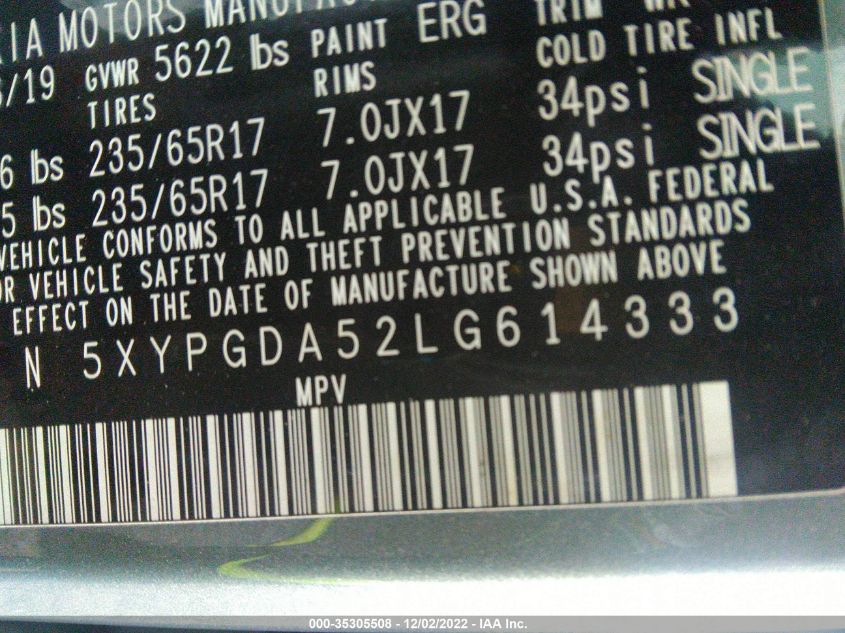 KIA MOTORS MANUFAC
/19 GVWR 5622 lbs PAINT ERG TRIM
TIRES RIMS COLD TIRE INFL
6 lbs 235/65R17 7.0JX17 34psi SINGLE
5 lbs 235/65R17 7.0JX17 34psi SINGLE
VEHICLE CONFORMS TO ALL APPLICABLE U.S.A. FEDERAL
OR VEHICLE SAFETY AND THEFT PREVENTION STANDARDS
EFFECT ON THE DATE OF MANUFACTURE SHOWN ABOVE
N 5XYPGDA52LG614333
MPV
000-35305508 - 12/02/2022 - IAA Inc.